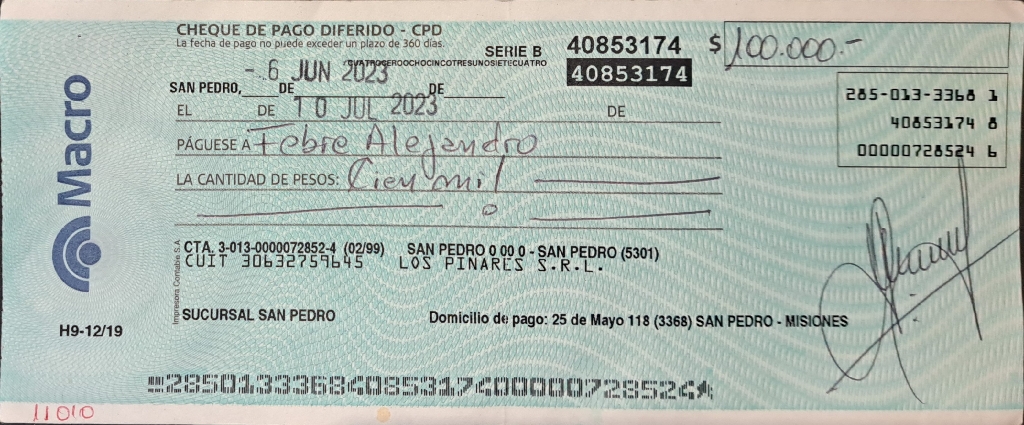 CHEQUE DE PAGO DIFERIDO - CPD
La fecha de pago no puede exceder un plazo de 360 días.
SERIE B 40853174 $100.000.-
CUATROCEROOCHOCINCOTRESUNOSIETECUATRO
40853174
- 6 JUN 2023
SAN PEDRO, DE DE
285-013-3368 1
EL DE 10 JUL 2023 DE
40853174 8
PÁGUESE A Febre Alejandro
00000728524 6
LA CANTIDAD DE PESOS: Cien mil
Macro
CTA. 3-013-0000072852-4 (02/99) SAN PEDRO 0 00 0 - SAN PEDRO (5301)
CUIT 30632759645 LOS PINARES S.R.L.
Impresora Contable S.A.
SUCURSAL SAN PEDRO Domicilio de pago: 25 de Mayo 118 (3368) SAN PEDRO - MISIONES
H9-12/19
28501333684085317400000728524
11010